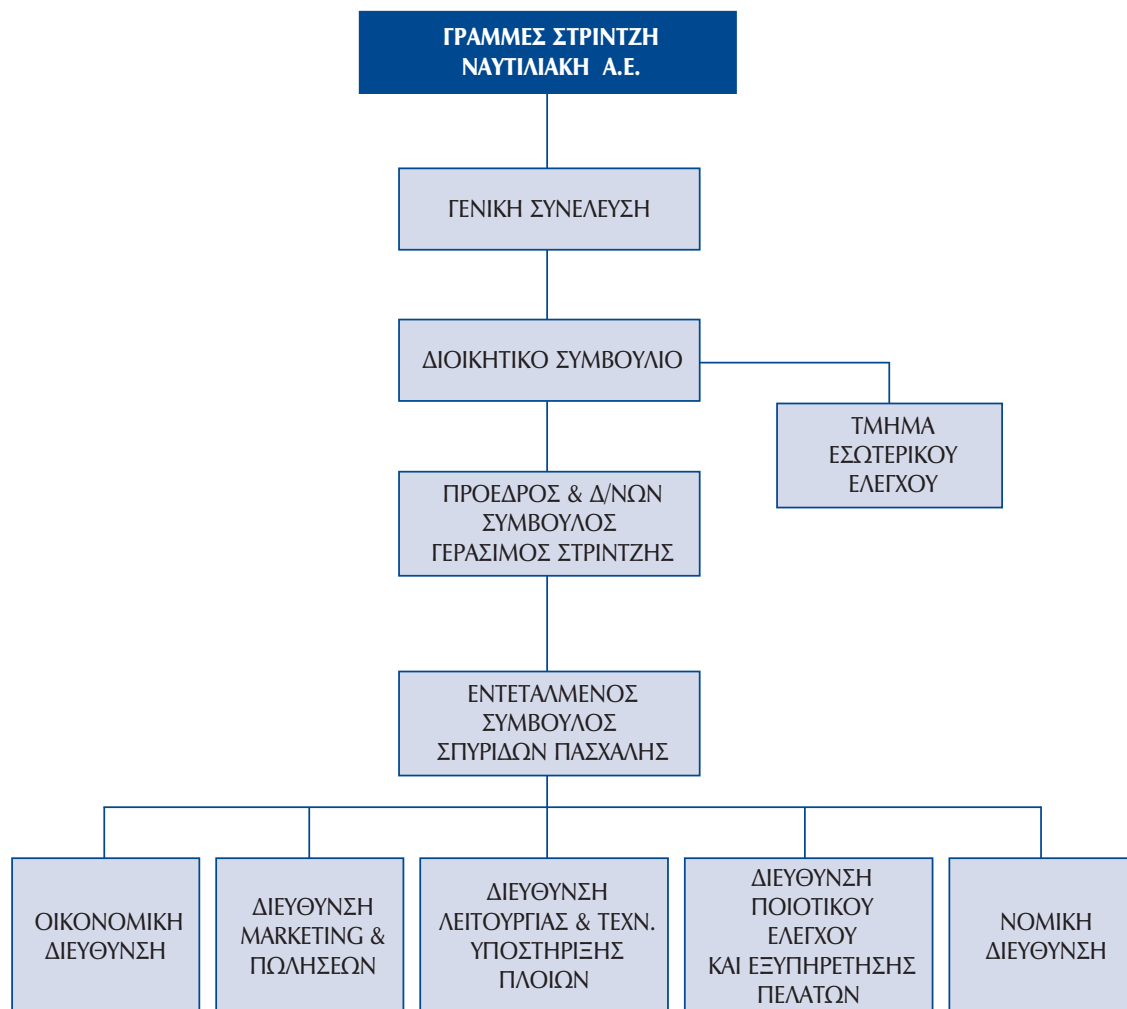 ΓΡΑΜΜΕΣ ΣΤΡΙΝΤΖΗ
ΝΑΥΤΙΛΙΑΚΗ Α.Ε.
ΓΕΝΙΚΗ ΣΥΝΕΛΕΥΣΗ
ΔΙΟΙΚΗΤΙΚΟ ΣΥΜΒΟΥΛΙΟ
ΤΜΗΜΑ
ΕΣΩΤΕΡΙΚΟΥ
ΕΛΕΓΧΟΥ
ΠΡΟΕΔΡΟΣ & Δ/ΝΩΝ
ΣΥΜΒΟΥΛΟΣ
ΓΕΡΑΣΙΜΟΣ ΣΤΡΙΝΤΖΗΣ
ΕΝΤΕΤΑΛΜΕΝΟΣ
ΣΥΜΒΟΥΛΟΣ
ΣΠΥΡΙΔΩΝ ΠΑΣΧΑΛΗΣ
ΟΙΚΟΝΟΜΙΚΗ
ΔΙΕΥΘΥΝΣΗ
ΔΙΕΥΘΥΝΣΗ
MARKETING &
ΠΩΛΗΣΕΩΝ
ΔΙΕΥΘΥΝΣΗ
ΛΕΙΤΟΥΡΓΙΑΣ & ΤΕΧΝ.
ΥΠΟΣΤΗΡΙΞΗΣ
ΠΛΟΙΩΝ
ΔΙΕΥΘΥΝΣΗ
ΠΟΙΟΤΙΚΟΥ
ΕΛΕΓΧΟΥ
ΚΑΙ ΕΞΥΠΗΡΕΤΗΣΗΣ
ΠΕΛΑΤΩΝ
ΝΟΜΙΚΗ
ΔΙΕΥΘΥΝΣΗ